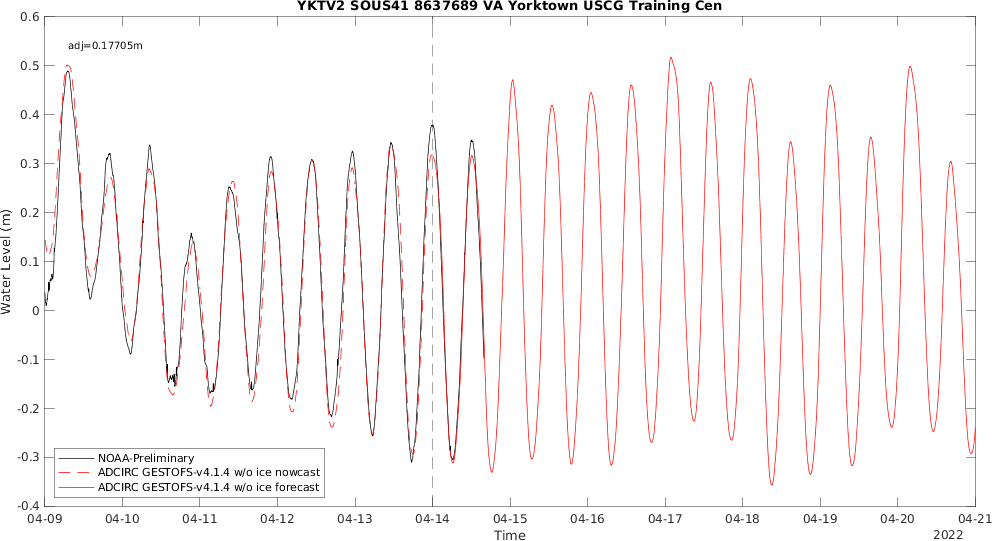 YKTV2 SOUS41 8637689 VA Yorktown USCG Training Cen
0.6
adj=0.17705m
0.5
0.4
0.3
0.2
0.1
0
-0.1
-0.2
-0.3
-0.4
Water Level (m)
NOAA-Preliminary
ADCIRC GESTOFS-v4.1.4 w/o ice nowcast
ADCIRC GESTOFS-v4.1.4 w/o ice forecast
04-09 04-10 04-11 04-12 04-13 04-14 04-15 04-16 04-17 04-18 04-19 04-20 04-21
Time
2022